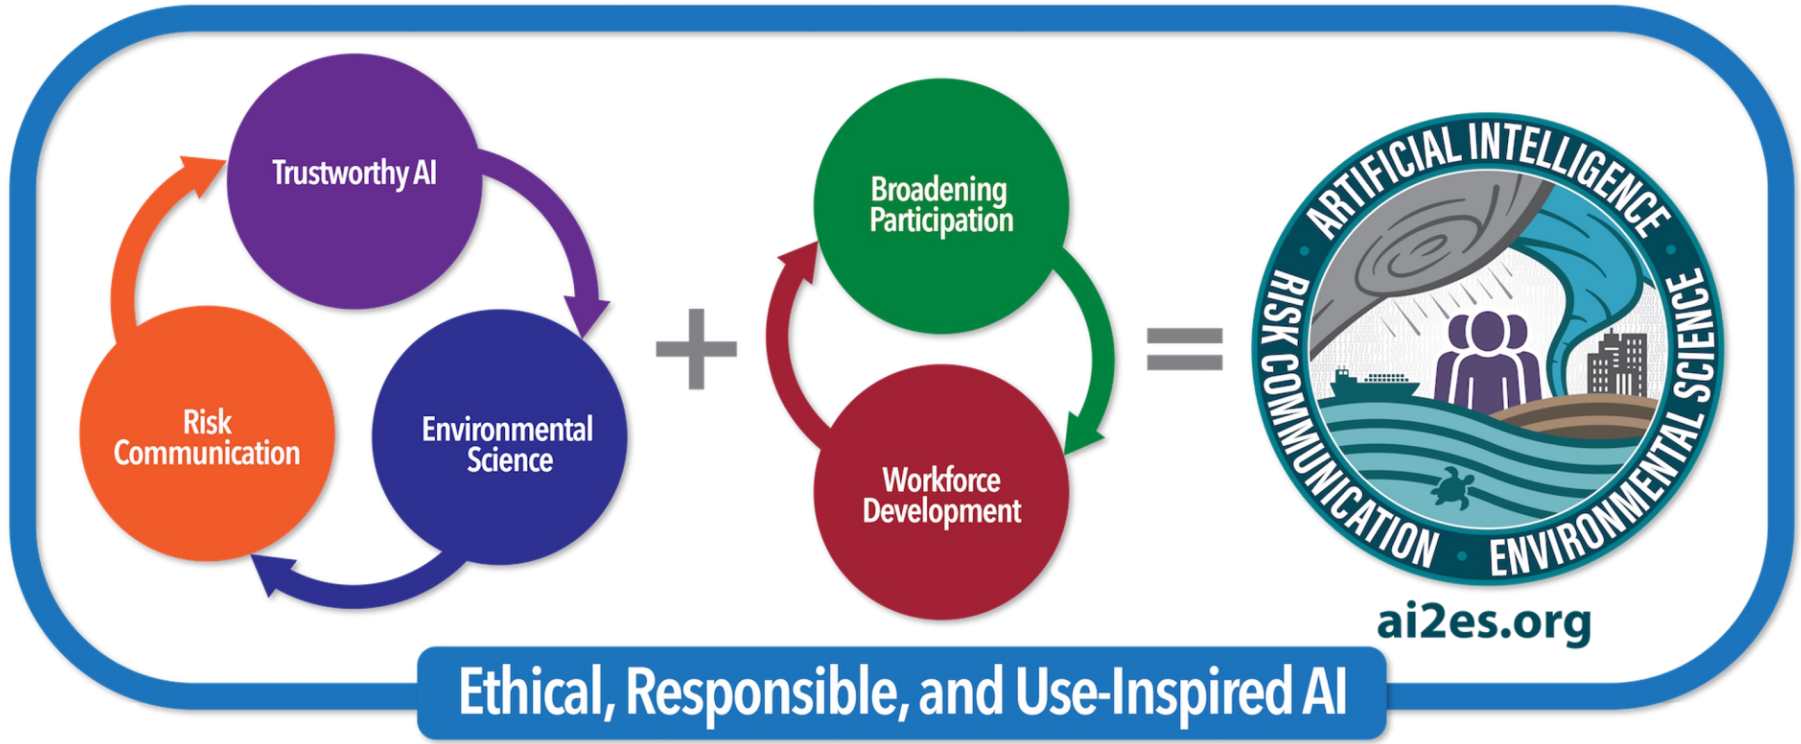 Trustworthy AI
Risk
Communication
Environmental
Science
+
Broadening
Participation
Workforce
Development
=
ARTIFICIAL INTELLIGENCE
RISK COMMUNICATION
ENVIRONMENTAL SCIENCE
ai2es.org
Ethical, Responsible, and Use-Inspired AI